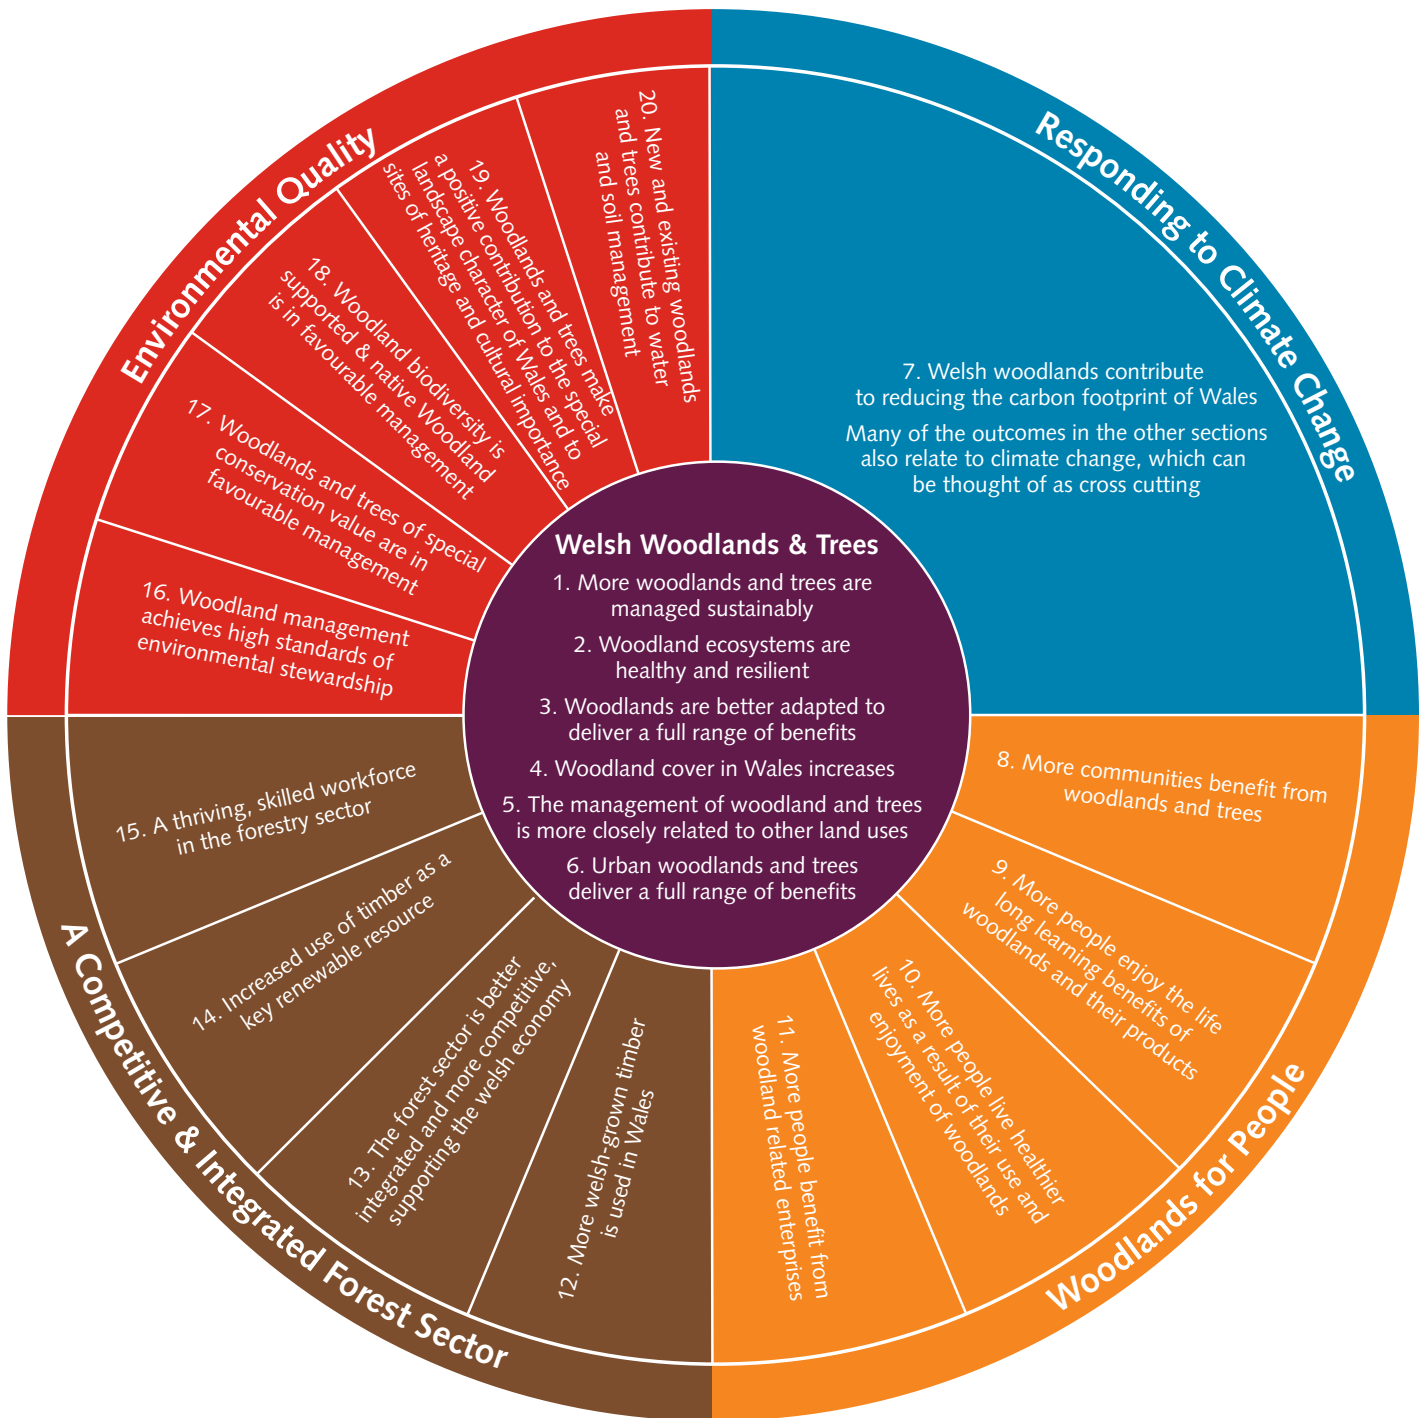 Welsh Woodlands & Trees
1. More woodlands and trees are
managed sustainably
2. Woodland ecosystems are
healthy and resilient
3. Woodlands are better adapted to
deliver a full range of benefits
4. Woodland cover in Wales increases
5. The management of woodland and trees
is more closely related to other land uses
6. Urban woodlands and trees
deliver a full range of benefits
Responding to Climate Change
7. Welsh woodlands contribute
to reducing the carbon footprint of Wales
Many of the outcomes in the other sections
also relate to climate change, which can
be thought of as cross cutting
Woodlands for People
8. More communities benefit from
woodlands and trees
9. More people enjoy the life
long learning benefits of
woodlands and their products
10. More people live healthier
lives as a result of their use and
enjoyment of woodlands
11. More people benefit from
woodland related enterprises
A Competitive & Integrated Forest Sector
12. More welsh-grown timber
is used in Wales
13. The forest sector is better
integrated and more competitive,
supporting the welsh economy
14. Increased use of timber as a
key renewable resource
15. A thriving, skilled workforce
in the forestry sector
Environmental Quality
16. Woodland management
achieves high standards of
environmental stewardship
17. Woodlands and trees of special
conservation value are in
favourable management
18. Woodland biodiversity is
supported & native Woodland
is in favourable management
19. Woodlands and trees make
a positive contribution to the special
landscape character of Wales and to
sites of heritage and cultural importance
20. New and existing woodlands
and trees contribute to water
and soil management